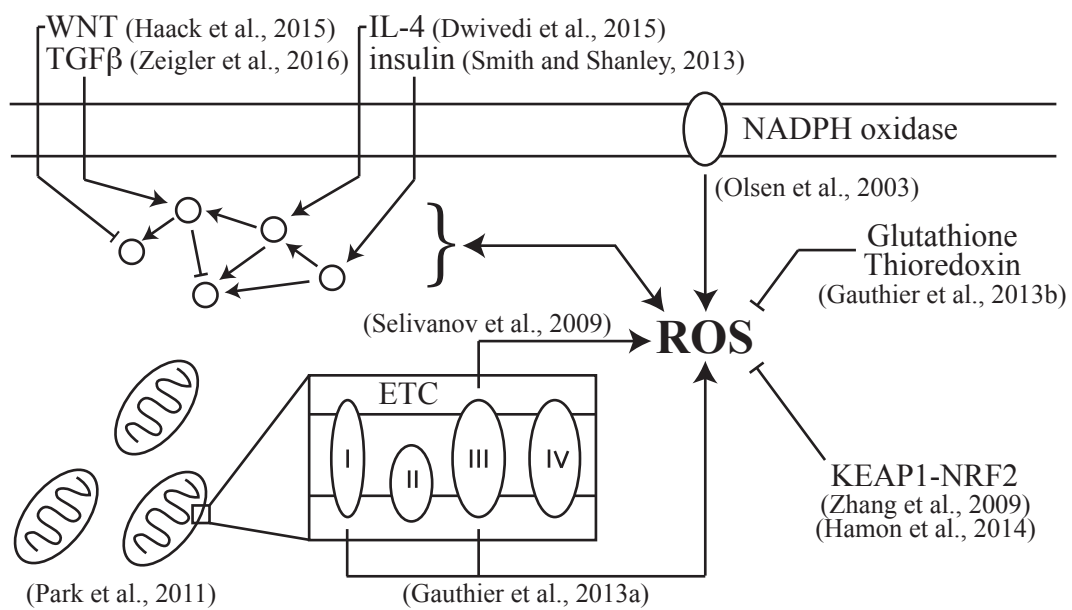 WNT (Haack et al., 2015)
TGFβ (Zeigler et al., 2016)
IL-4 (Dwivedi et al., 2015)
insulin (Smith and Shanley, 2013)
NADPH oxidase
(Olsen et al., 2003)
Glutathione
Thioredoxin
(Gauthier et al., 2013b)
(Selivanov et al., 2009)
ROS
ETC
I
II
III
IV
KEAP1-NRF2
(Zhang et al., 2009)
(Hamon et al., 2014)
(Park et al., 2011)
(Gauthier et al., 2013a)